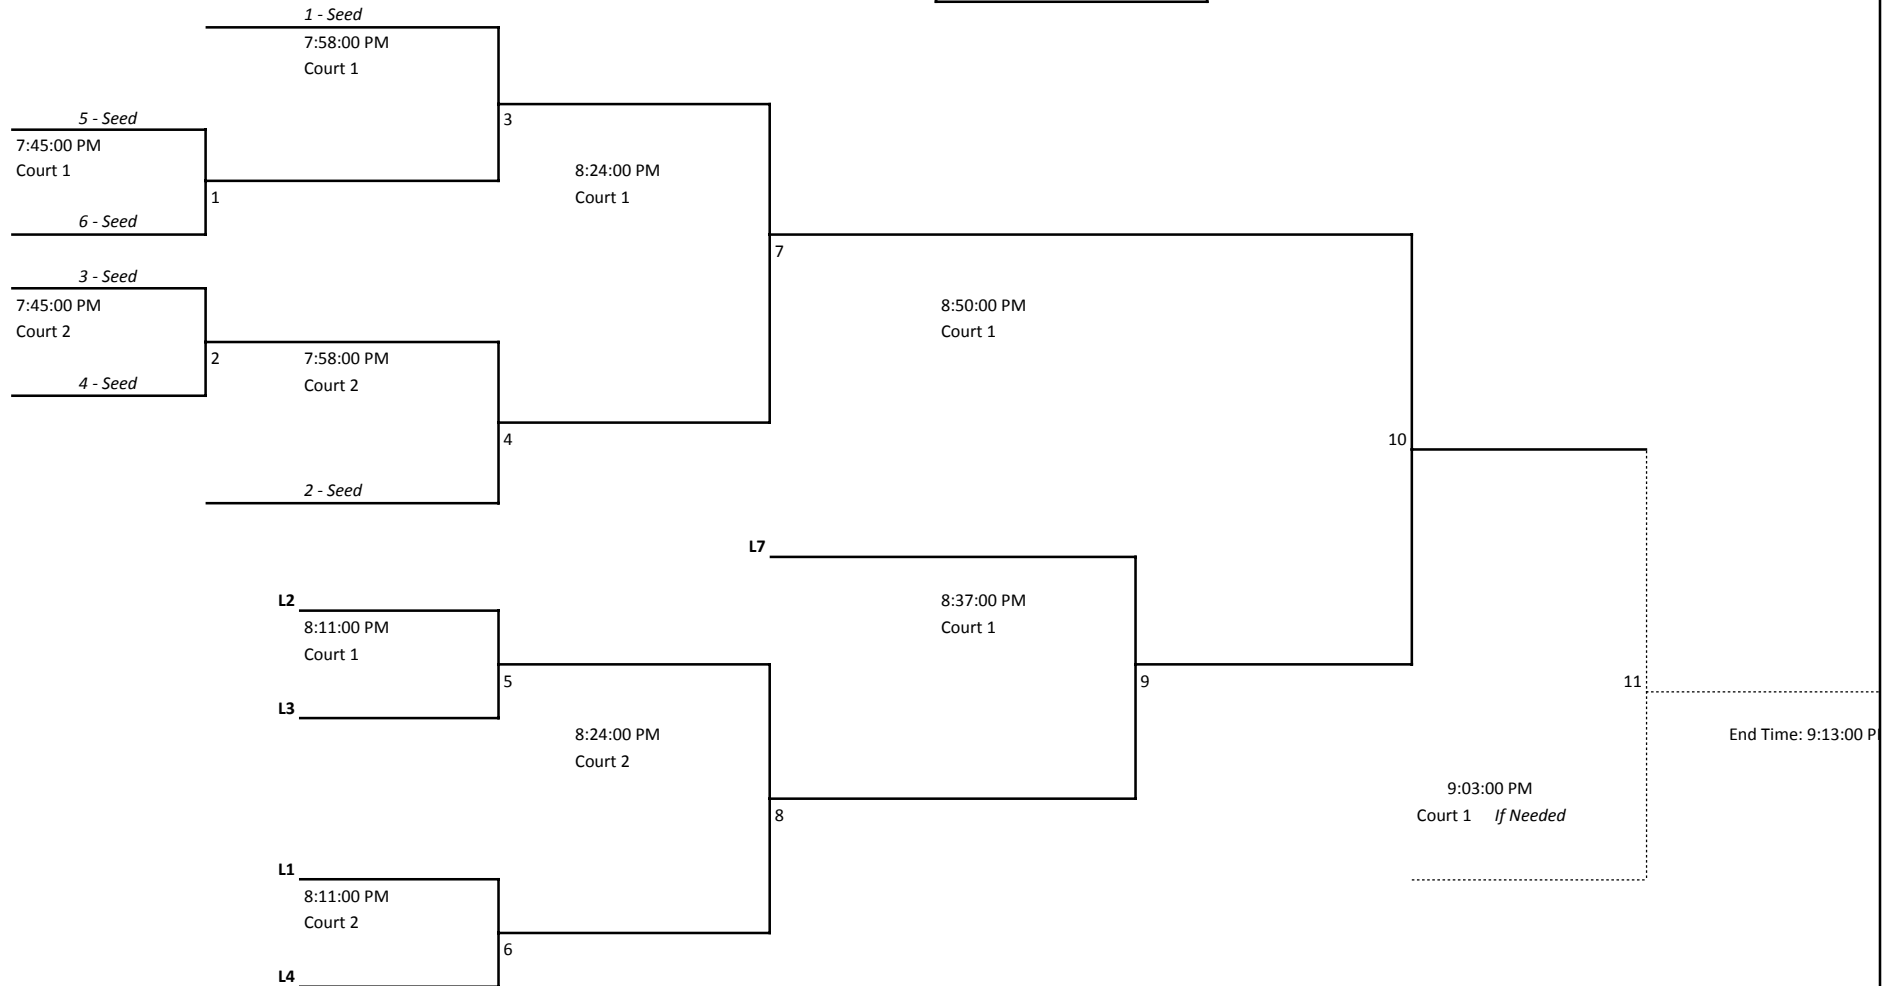 1 - Seed
7:58:00 PM
Court 1
5 - Seed
3
7:45:00 PM
Court 1
8:24:00 PM
1
Court 1
6 - Seed
7
3 - Seed
7:45:00 PM
8:50:00 PM
Court 2
Court 1
2
7:58:00 PM
4 - Seed
Court 2
4
10
2 - Seed
L7
L2
8:37:00 PM
8:11:00 PM
Court 1
Court 1
5
9
11
L3
8:24:00 PM
End Time: 9:13:00 P
Court 2
9:03:00 PM
8
Court 1 If Needed
L1
8:11:00 PM
Court 2
6
L4